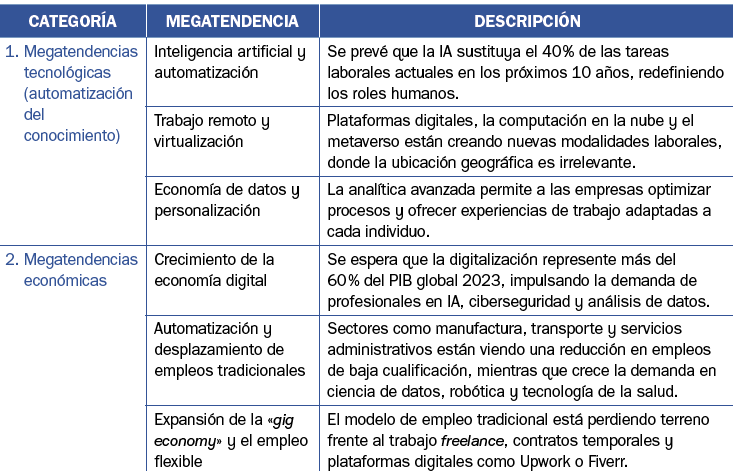 CATEGORÍA MEGATENDENCIA DESCRIPCIÓN
1. Megatendencias
tecnológicas
(automatización
del
conocimiento)
Inteligencia artificial y
automatización
Se prevé que la IA sustituya el 40% de las tareas
laborales actuales en los próximos 10 años, redefiniendo
los roles humanos.
Trabajo remoto y
virtualización
Plataformas digitales, la computación en la nube y el
metaverso están creando nuevas modalidades laborales,
donde la ubicación geográfica es irrelevante.
Economía de datos y
personalización
La analítica avanzada permite a las empresas optimizar
procesos y ofrecer experiencias de trabajo adaptadas a
cada individuo.
2. Megatendencias
económicas
Crecimiento de la
economía digital
Se espera que la digitalización represente más del
60% del PIB global 2023, impulsando la demanda de
profesionales en IA, ciberseguridad y análisis de datos.
Automatización y
desplazamiento de
empleos tradicionales
Sectores como manufactura, transporte y servicios
administrativos están viendo una reducción en empleos
de baja cualificación, mientras que crece la demanda en
ciencia de datos, robótica y tecnología de la salud.
Expansión de la «gig
economy» y el empleo
flexible
El modelo de empleo tradicional está perdiendo terreno
frente al trabajo freelance, contratos temporales y
plataformas digitales como Upwork o Fiverr.